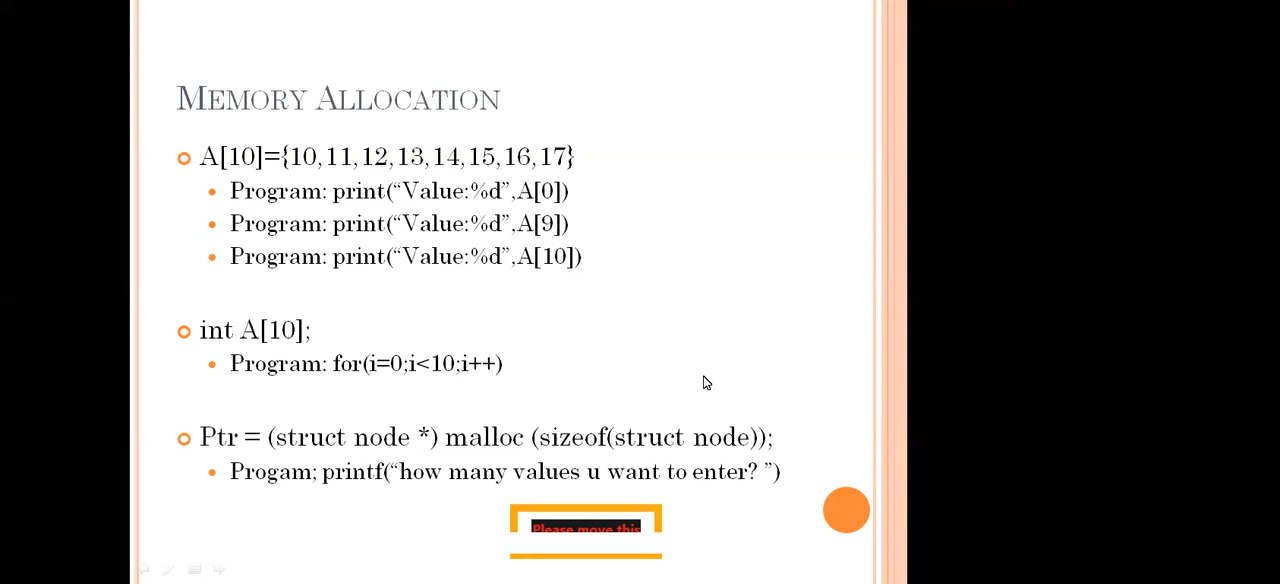 MEMORY ALLOCATION
A[10]={10,11,12,13,14,15,16,17}
Program: print(“Value:%d”,A[0])
Program: print(“Value:%d”,A[9])
Program: print(“Value:%d”,A[10])
int A[10];
Program: for(i=0;i<10;i++)
Ptr = (struct node *) malloc (sizeof(struct node));
Progam; printf(“how many values u want to enter? ”)
Please move this